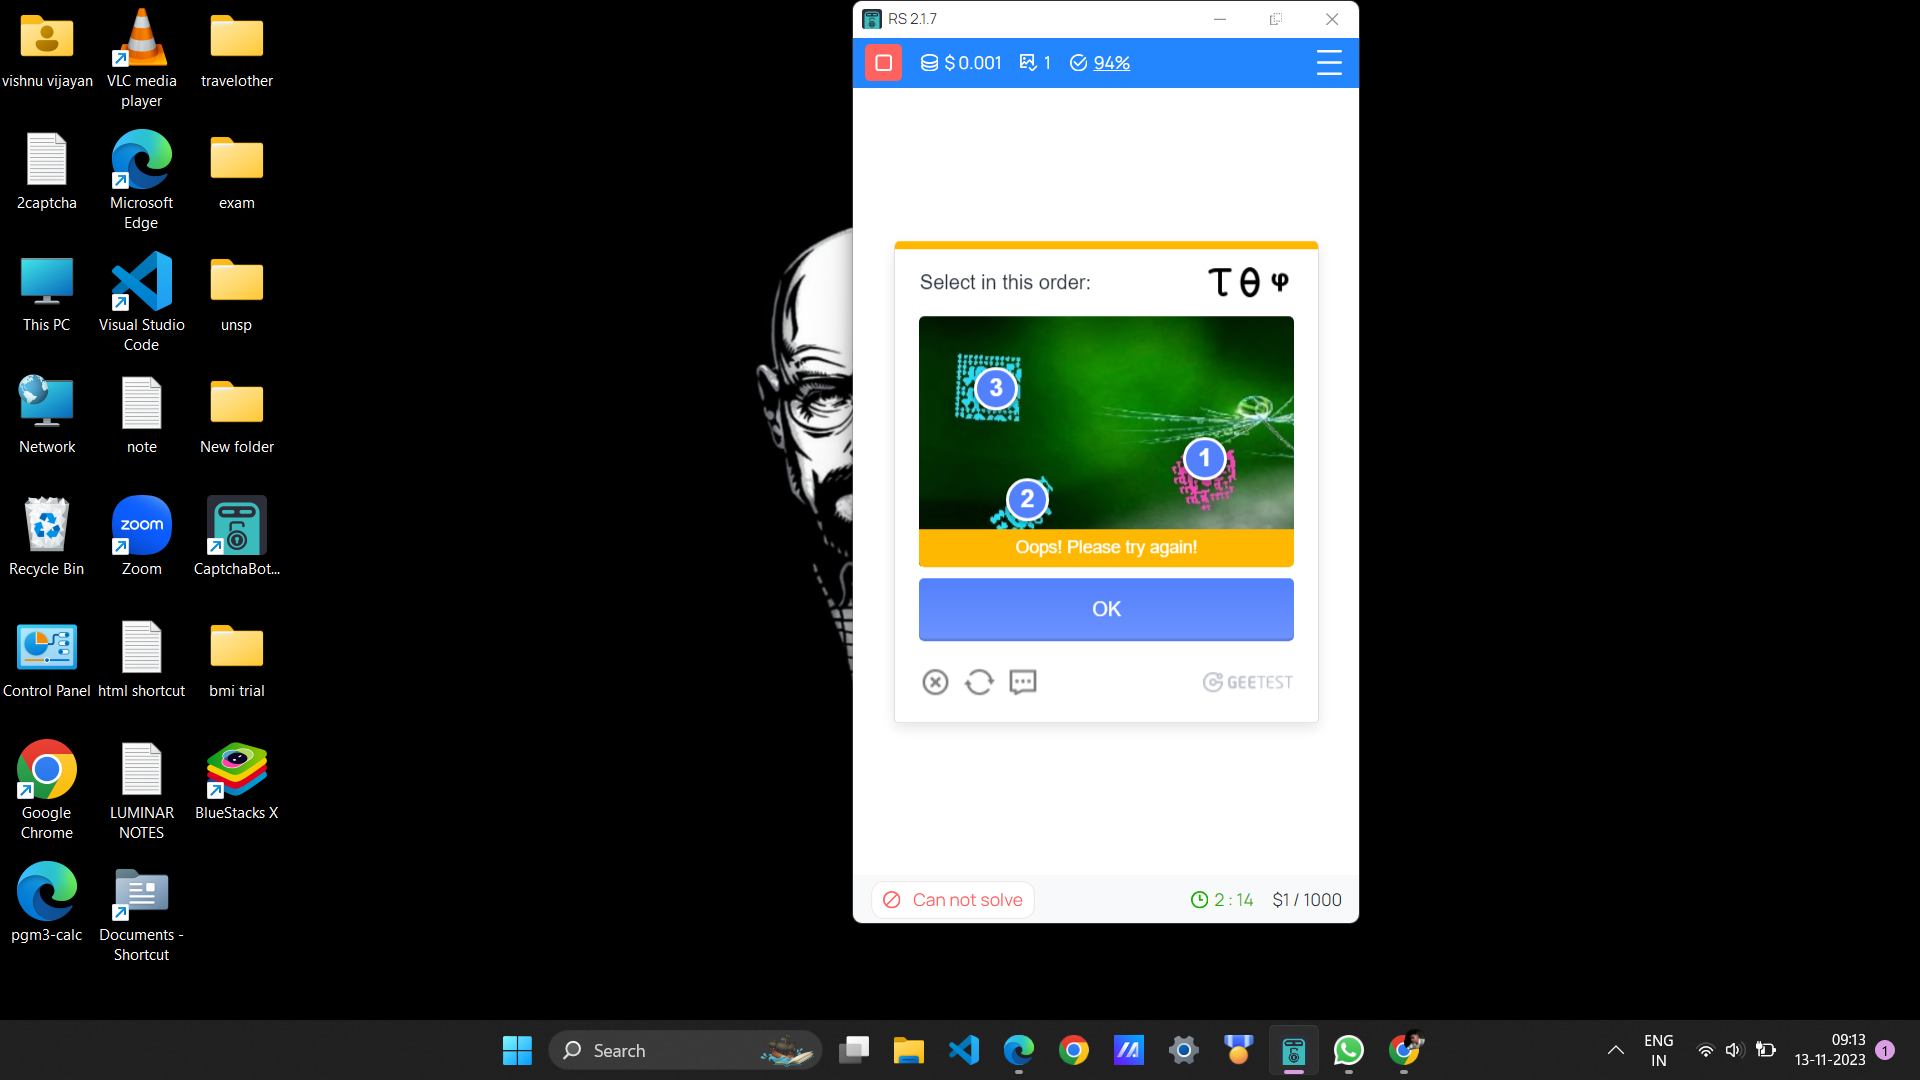 vishnu vijayan
VLC media
player
travelother
2captcha
Microsoft
Edge
exam
This PC
Visual Studio
Code
unsp
Network
note
New folder
Recycle Bin
zoom
Zoom
CaptchaBot...
Control Panel
html shortcut
bmi trial
Google
Chrome
LUMINAR
NOTES
BlueStacks X
pgm3-calc
Documents -
Shortcut
RS 2.1.7
$ 0.001
1
94%
Select in this order:
τ θ φ
3
1
2
Oops! Please try again!
OK
GEETEST
Can not solve
2 : 14
$1 / 1000
Search
ENG
IN
09:13
13-11-2023
1